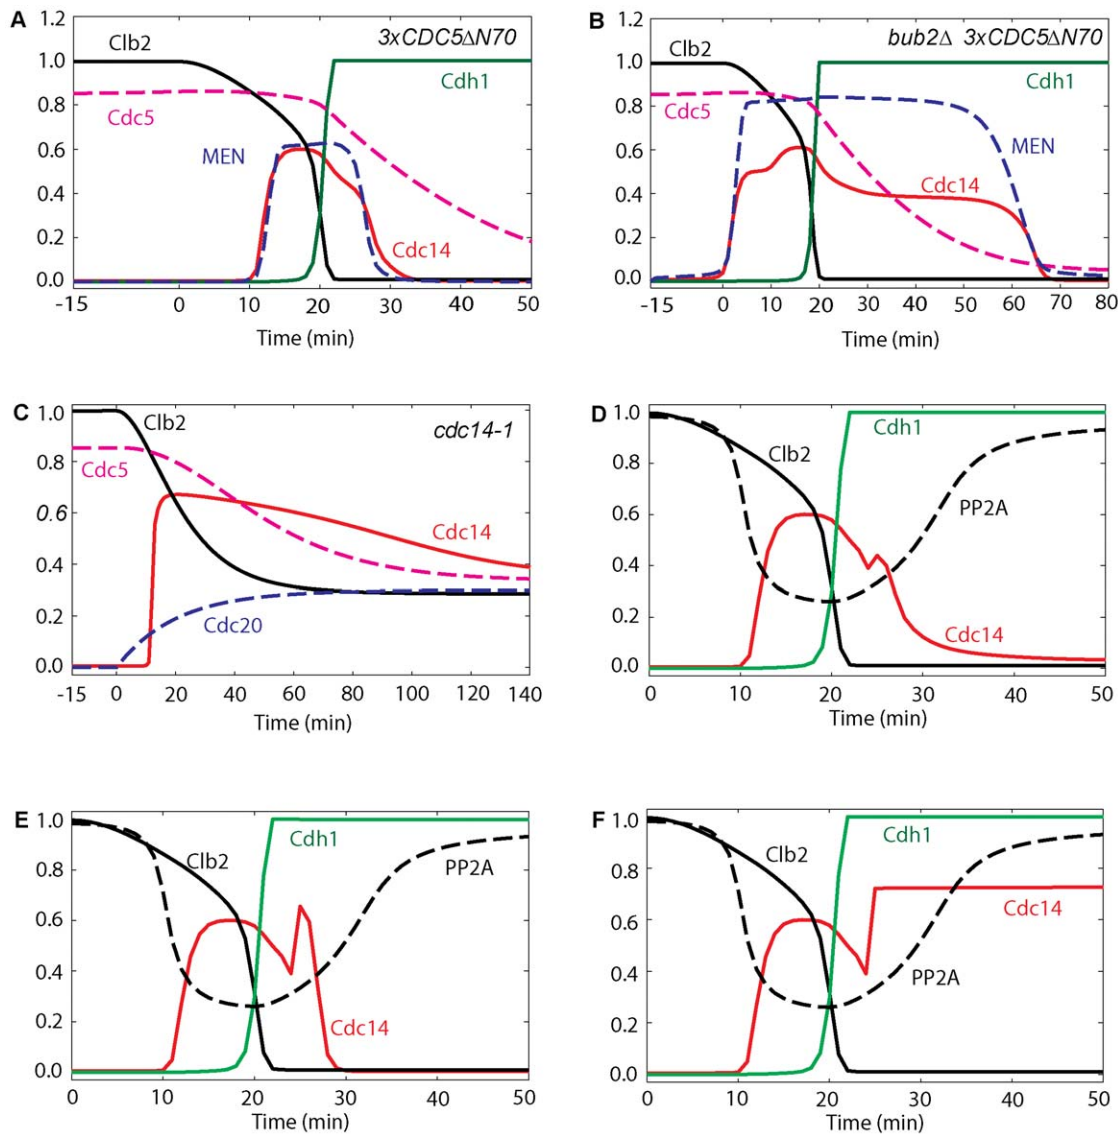 A
3xCDC5ΔN70
1.2
1.0
0.8
0.6
0.4
0.2
0.0
Clb2
Cdh1
Cdc5
MEN
Cdc14
-15 0 10 20 30 40 50
Time (min)
B
bub2Δ 3xCDC5ΔN70
1.2
1.0
0.8
0.6
0.4
0.2
0.0
Clb2
Cdh1
Cdc5
MEN
Cdc14
-15 0 10 20 30 40 50 60 70 80
Time (min)
C
cdc14-1
1.0
0.8
0.6
0.4
0.2
0.0
Clb2
Cdc5
Cdc14
Cdc20
-15 0 20 40 60 80 100 120 140
Time (min)
D
1.0
0.8
0.6
0.4
0.2
0.0
Cdh1
Clb2
PP2A
Cdc14
0 10 20 30 40 50
Time (min)
E
1.0
0.8
0.6
0.4
0.2
0.0
Cdh1
Clb2
PP2A
Cdc14
0 10 20 30 40 50
Time (min)
F
1.0
0.8
0.6
0.4
0.2
0.0
Cdh1
Clb2
Cdc14
PP2A
0 10 20 30 40 50
Time (min)